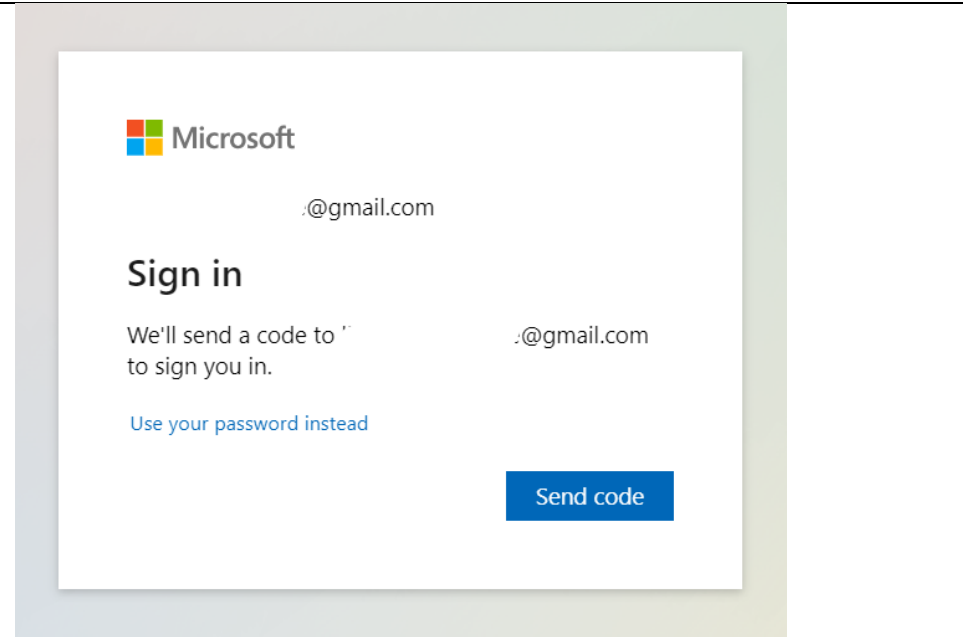 Microsoft
@gmail.com
Sign in
We'll send a code to @gmail.com
to sign you in.
Use your password instead
Send code